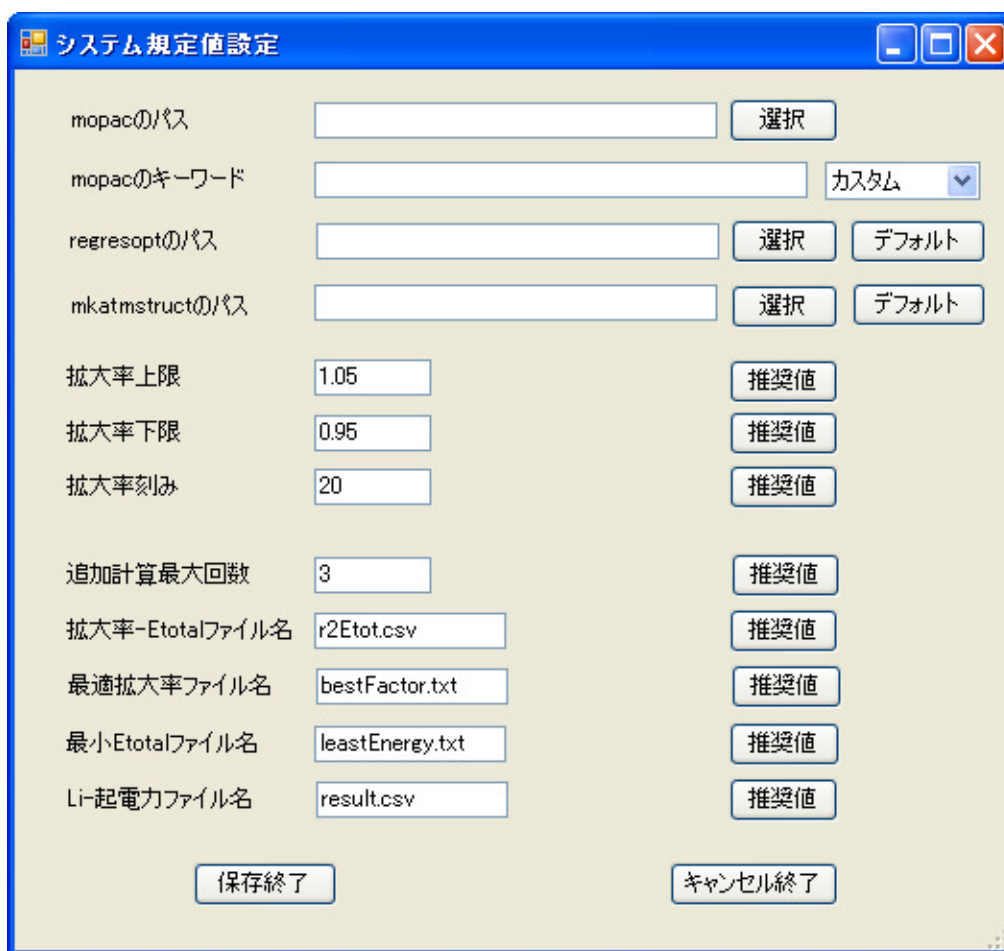 システム規定値設定
mopacのパス 選択
mopacのキーワード カスタム
regresoptのパス 選択 デフォルト
mkatmstructのパス 選択 デフォルト
拡大率上限 1.05 推奨値
拡大率下限 0.95 推奨値
拡大率刻み 20 推奨値
追加計算最大回数 3 推奨値
拡大率-Etotalファイル名 r2Etot.csv 推奨値
最適拡大率ファイル名 bestFactor.txt 推奨値
最小Etotalファイル名 leastEnergy.txt 推奨値
Li-起電力ファイル名 result.csv 推奨値
保存終了 キャンセル終了